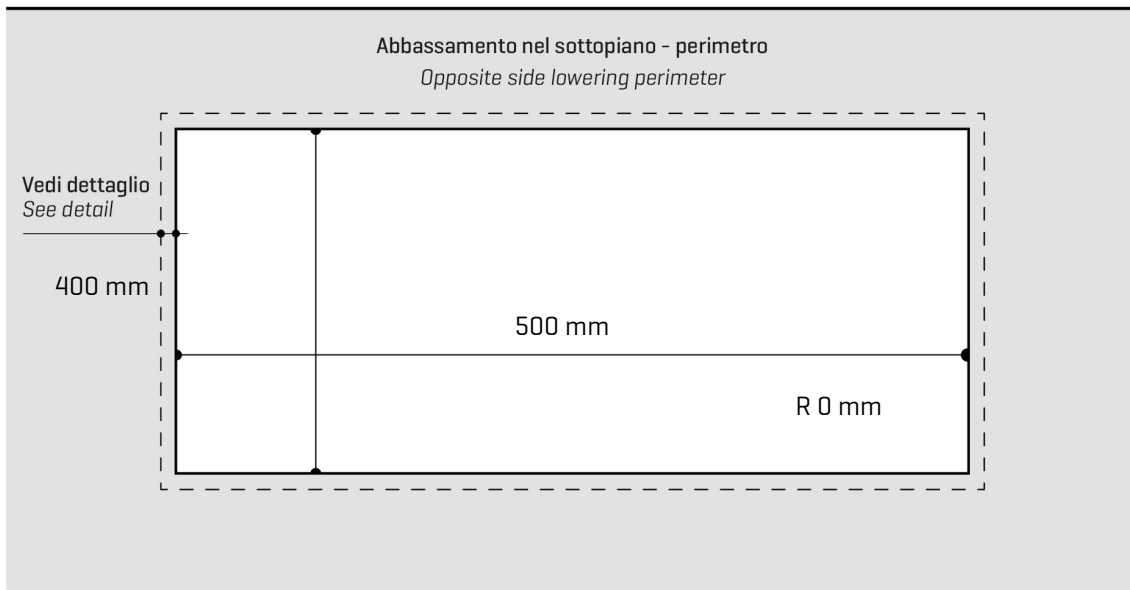 Abbassamento nel sottopiano - perimetro
Opposite side lowering perimeter
Vedi dettaglio
See detail
400 mm
500 mm
R 0 mm